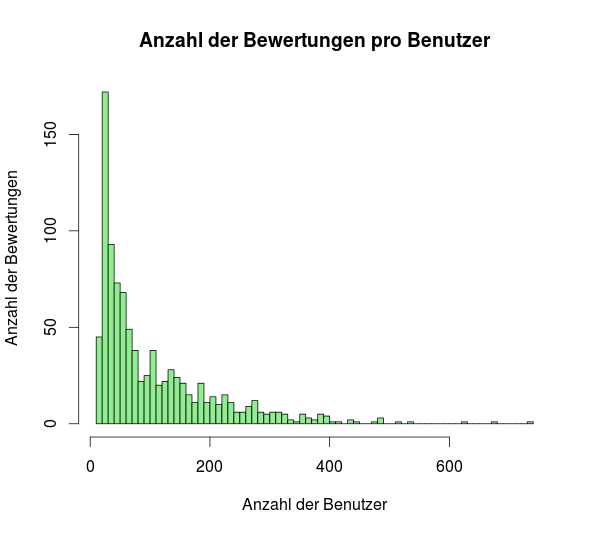 Anzahl der Bewertungen pro Benutzer
Anzahl der Bewertungen
150
100
50
0
0 200 400 600
Anzahl der Benutzer